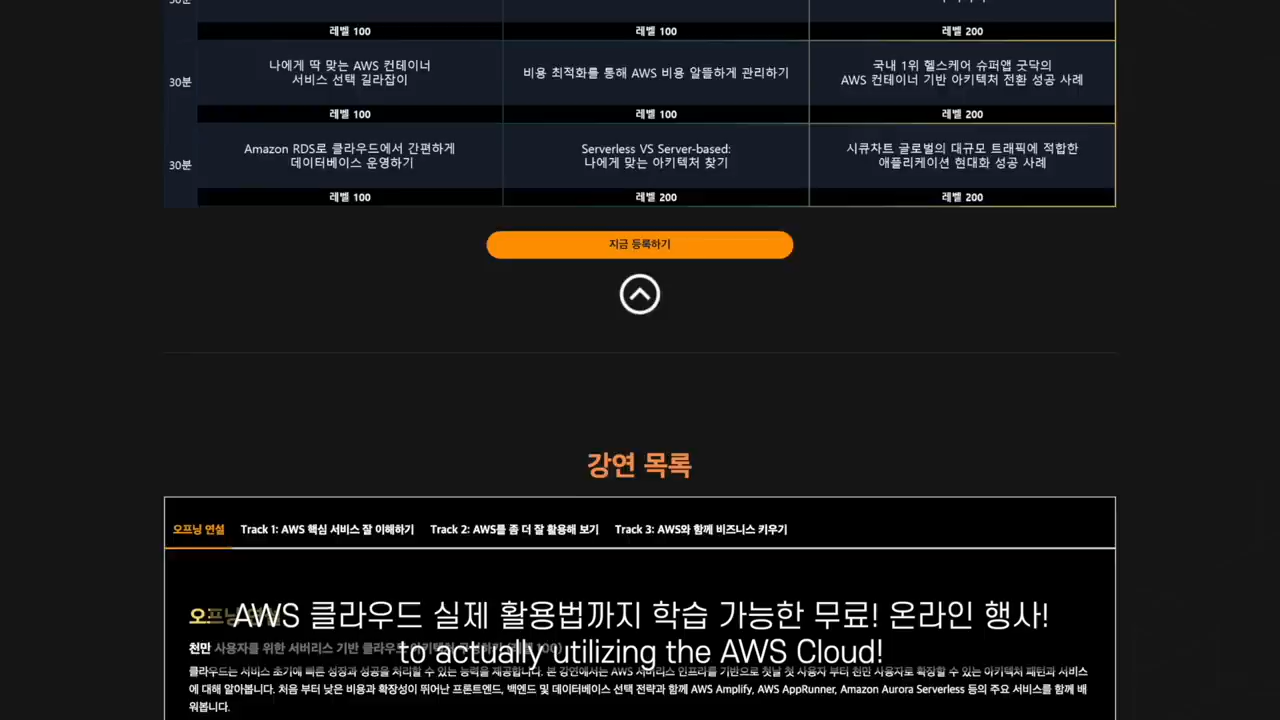 레벨 100
레벨 100
레벨 200
30분
나에게 딱 맞는 AWS 컨테이너
서비스 선택 길라잡이
비용 최적화를 통해 AWS 비용 알뜰하게 관리하기
국내 1위 헬스케어 슈퍼앱 굿닥의
AWS 컨테이너 기반 아키텍처 전환 성공 사례
레벨 100
레벨 100
레벨 200
30분
Amazon RDS로 클라우드에서 간편하게
데이터베이스 운영하기
Serverless VS Server-based:
나에게 맞는 아키텍처 찾기
시큐차트 글로벌의 대규모 트래픽에 적합한
애플리케이션 현대화 성공 사례
레벨 100
레벨 200
레벨 200
지금 등록하기
강연 목록
오프닝 연설 Track 1: AWS 핵심 서비스 잘 이해하기 Track 2: AWS를 좀 더 잘 활용해 보기 Track 3: AWS와 함께 비즈니스 키우기
AWS 클라우드 실제 활용법까지 학습 가능한 무료! 온라인 행사!
천만 사용자를 위한 서버리스 기반 클라우드
to actually utilizing the AWS Cloud!
클라우드는 서비스 초기에 빠른 성장과 성공을 처리할 수 있는 능력을 제공합니다. 본 강연에서는 AWS 서버리스 인프라를 기반으로 첫날 첫 사용자 부터 천만 사용자로 확장할 수 있는 아키텍처 패턴과 서비스
에 대해 알아봅니다. 처음 부터 낮은 비용과 확장성이 뛰어난 프론트엔드, 백엔드 및 데이터베이스 선택 전략과 함께 AWS Amplify, AWS AppRunner, Amazon Aurora Serverless 등의 주요 서비스를 함께 배
워봅니다.